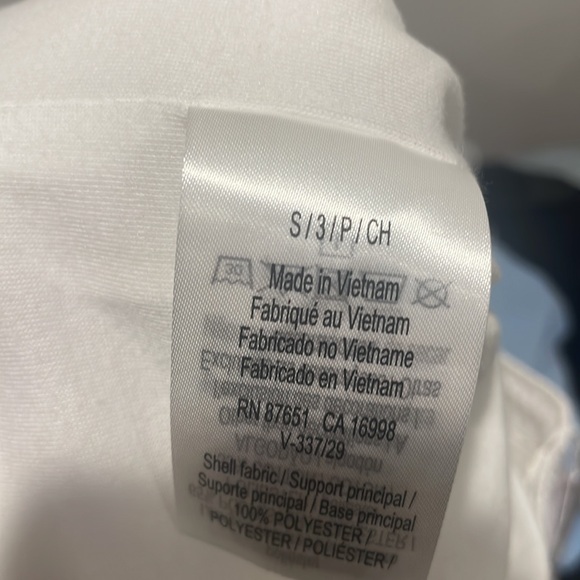 S/3/P/CH
30
Made in Vietnam
Fabriqué au Vietnam
Fabricado no Vietname
Fabricado en Vietnam
RN 87651 CA 16998
V-337/29
Shell fabric / Support principal /
Suporte principal / Base principal
100% POLYESTER /
POLYESTER / POLIÉSTER /